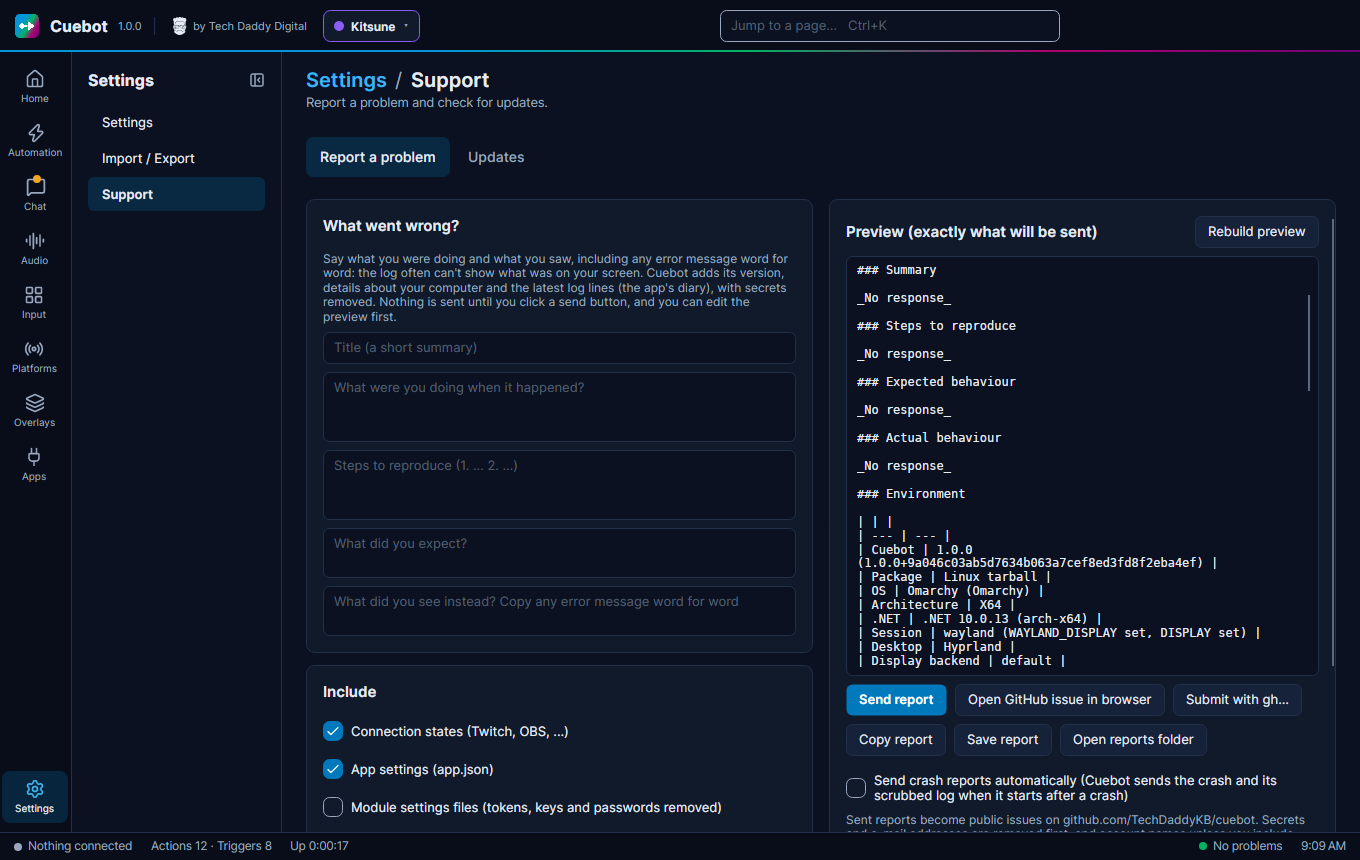 Cuebot 1.0.0 by Tech Daddy Digital Kitsune
Jump to a page... Ctrl+K
Home
Automation
Chat
Audio
Input
Platforms
Overlays
Apps
Settings
Settings
Settings
Import / Export
Support
Settings / Support
Report a problem and check for updates.
Report a problem Updates
What went wrong?
Say what you were doing and what you saw, including any error message word for
word: the log often can't show what was on your screen. Cuebot adds its version,
details about your computer and the latest log lines (the app's diary), with secrets
removed. Nothing is sent until you click a send button, and you can edit the
preview first.
Title (a short summary)
What were you doing when it happened?
Steps to reproduce (1. ... 2. ...)
What did you expect?
What did you see instead? Copy any error message word for word
Include
Connection states (Twitch, OBS, ...)
App settings (app.json)
Module settings files (tokens, keys and passwords removed)
Preview (exactly what will be sent) Rebuild preview
### Summary
_No response_
### Steps to reproduce
_No response_
### Expected behaviour
_No response_
### Actual behaviour
_No response_
### Environment
| | |
| --- | --- |
| Cuebot | 1.0.0
(1.0.0+9a046c03ab5d7634b063a7cef8ed3fd8f2eba4ef) |
| Package | Linux tarball |
| OS | Omarchy (Omarchy) |
| Architecture | X64 |
| .NET | .NET 10.0.13 (arch-x64) |
| Session | wayland (WAYLAND_DISPLAY set, DISPLAY set) |
| Desktop | Hyprland |
| Display backend | default |
Send report Open GitHub issue in browser Submit with gh...
Copy report Save report Open reports folder
Send crash reports automatically (Cuebot sends the crash and its
scrubbed log when it starts after a crash)
Sent reports become public issues on github.com/TechDaddyKB/cuebot. Secrets
Nothing connected Actions 12 · Triggers 8 Up 0:00:17
No problems 9:09 AM